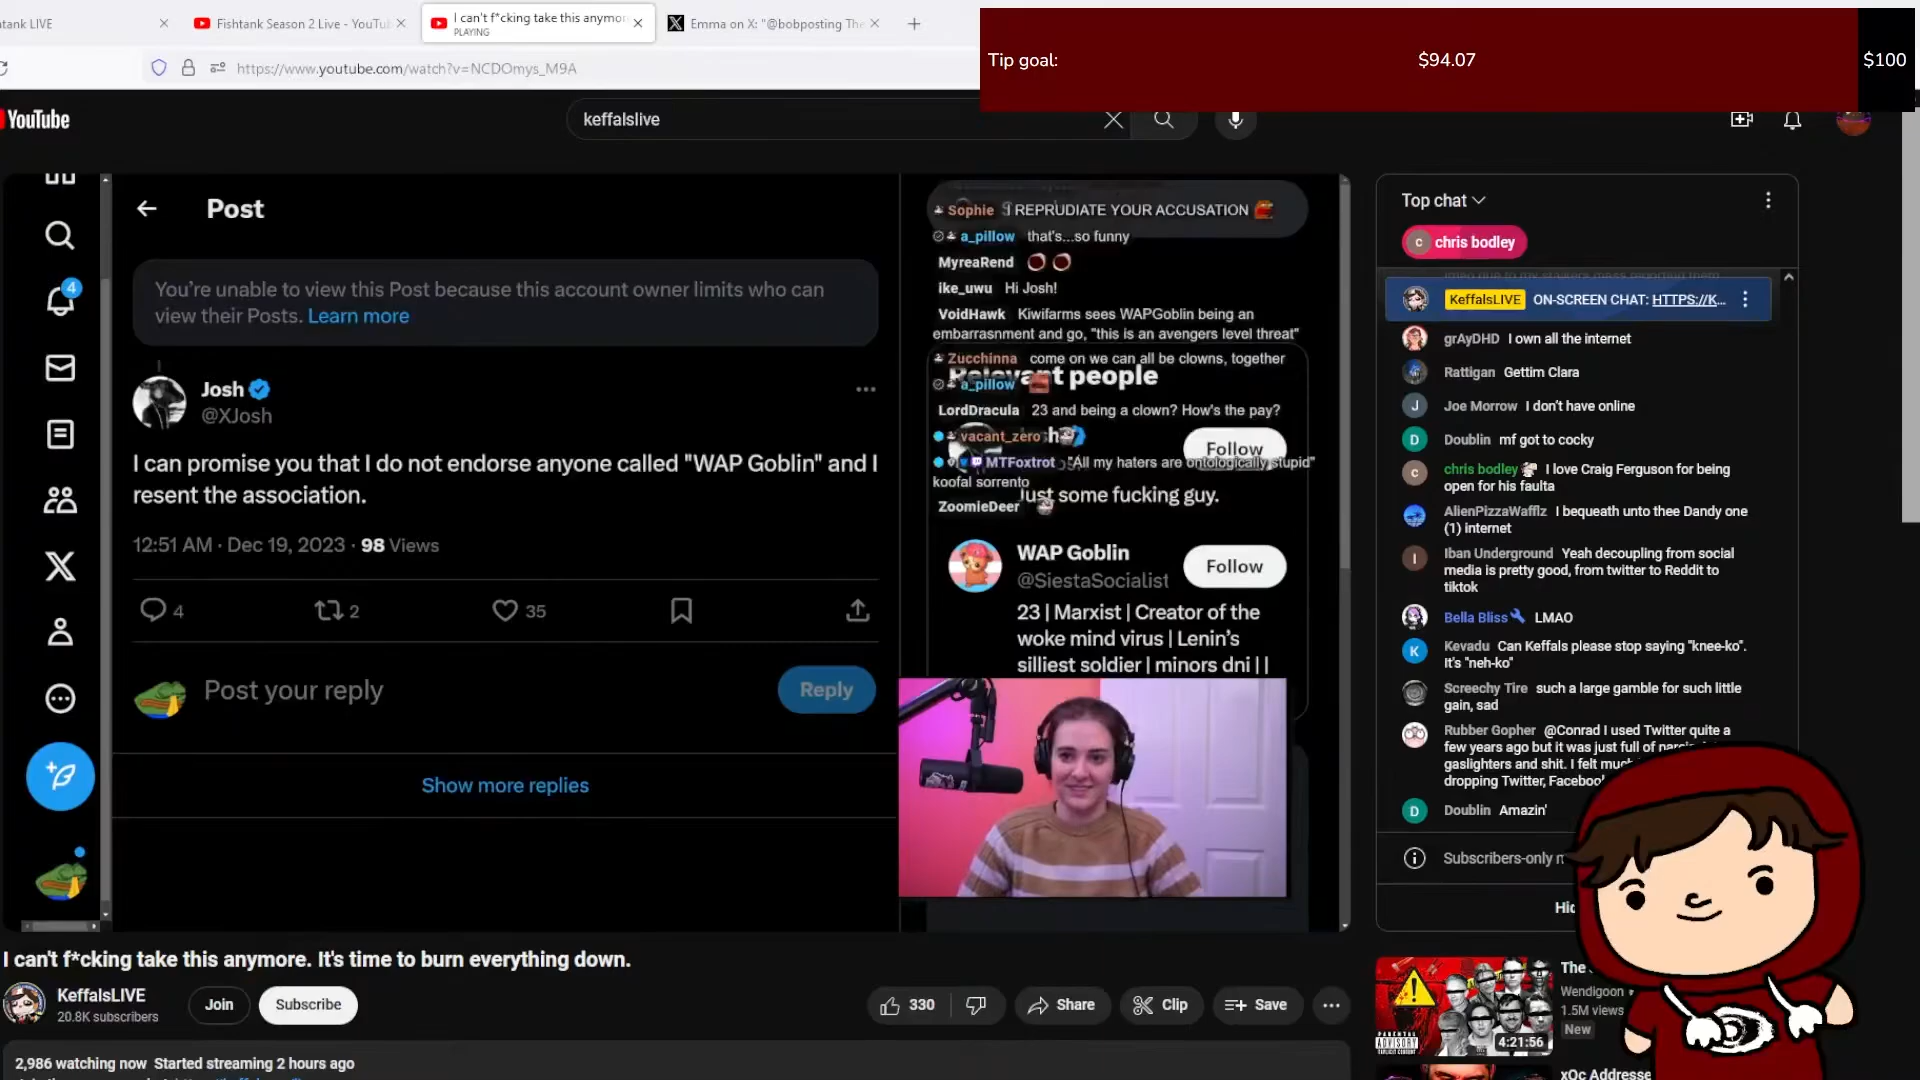 tank LIVE
Fishtank Season 2 Live - YouTu
I can't f*cking take this anymor
PLAYING
Emma on X: "@bobposting The
https://www.youtube.com/watch?v=NCDOmys_M9A
Tip goal:
$94.07
$100
YouTube
keffalslive
Post
You're unable to view this Post because this account owner limits who can
view their Posts. Learn more
4
Josh
@XJosh
I can promise you that I do not endorse anyone called "WAP Goblin" and I
resent the association.
12:51 AM · Dec 19, 2023 · 98 Views
4
2
35
Post your reply
Reply
Show more replies
Sophie I REPRUDIATE YOUR ACCUSATION
a_pillow that's...so funny
MyreaRend
ike_uwu Hi Josh!
VoidHawk Kiwifarms sees WAPGoblin being an
embarrasnment and go, "this is an avengers level threat"
Zucchinna come on we can all be clowns, together
Relevant people
a_pillow
LordDracula 23 and being a clown? How's the pay?
vacant_zero
Follow
MTFoxtrot "All my haters are ontologically stupid"
koofal sorrento
Just some fucking guy.
ZoomieDeer
WAP Goblin
@SiestaSocialist
Follow
23 | Marxist | Creator of the
woke mind virus | Lenin's
silliest soldier | minors dni | |
Top chat
c chris bodley
KeffalsLIVE ON-SCREEN CHAT: HTTPS://K...
grAyDHD I own all the internet
Rattigan Gettim Clara
J Joe Morrow I don't have online
D Doublin mf got to cocky
c chris bodley I love Craig Ferguson for being
open for his faulta
AlienPizzaWafflz I bequeath unto thee Dandy one
(1) internet
I Iban Underground Yeah decoupling from social
media is pretty good, from twitter to Reddit to
tiktok
Bella Bliss LMAO
K Kevadu Can Keffals please stop saying "knee-ko".
It's "neh-ko"
Screechy Tire such a large gamble for such little
gain, sad
Rubber Gopher @Conrad I used Twitter quite a
few years ago but it was just full of
gaslighters and shit. I felt
dropping Twitter, Facebook
D Doublin Amazin'
Subscribers-only
I can't f*cking take this anymore. It's time to burn everything down.
KeffalsLIVE
20.8K subscribers
Join
Subscribe
330
Share
Clip
Save
2,986 watching now Started streaming 2 hours ago
PARENTAL
ADVISORY
4:21:56
The
Wendigoon
1.5M views
New
xQc Addresse